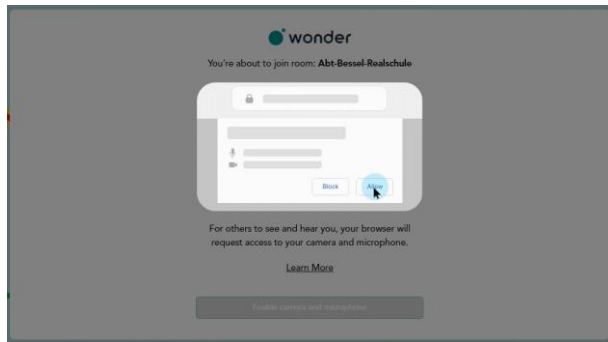 wonder
You're about to join room: Abt-Bessel-Realschule
Block Allow
For others to see and hear you, your browser will
request access to your camera and microphone.
Learn More
Enable camera and microphone